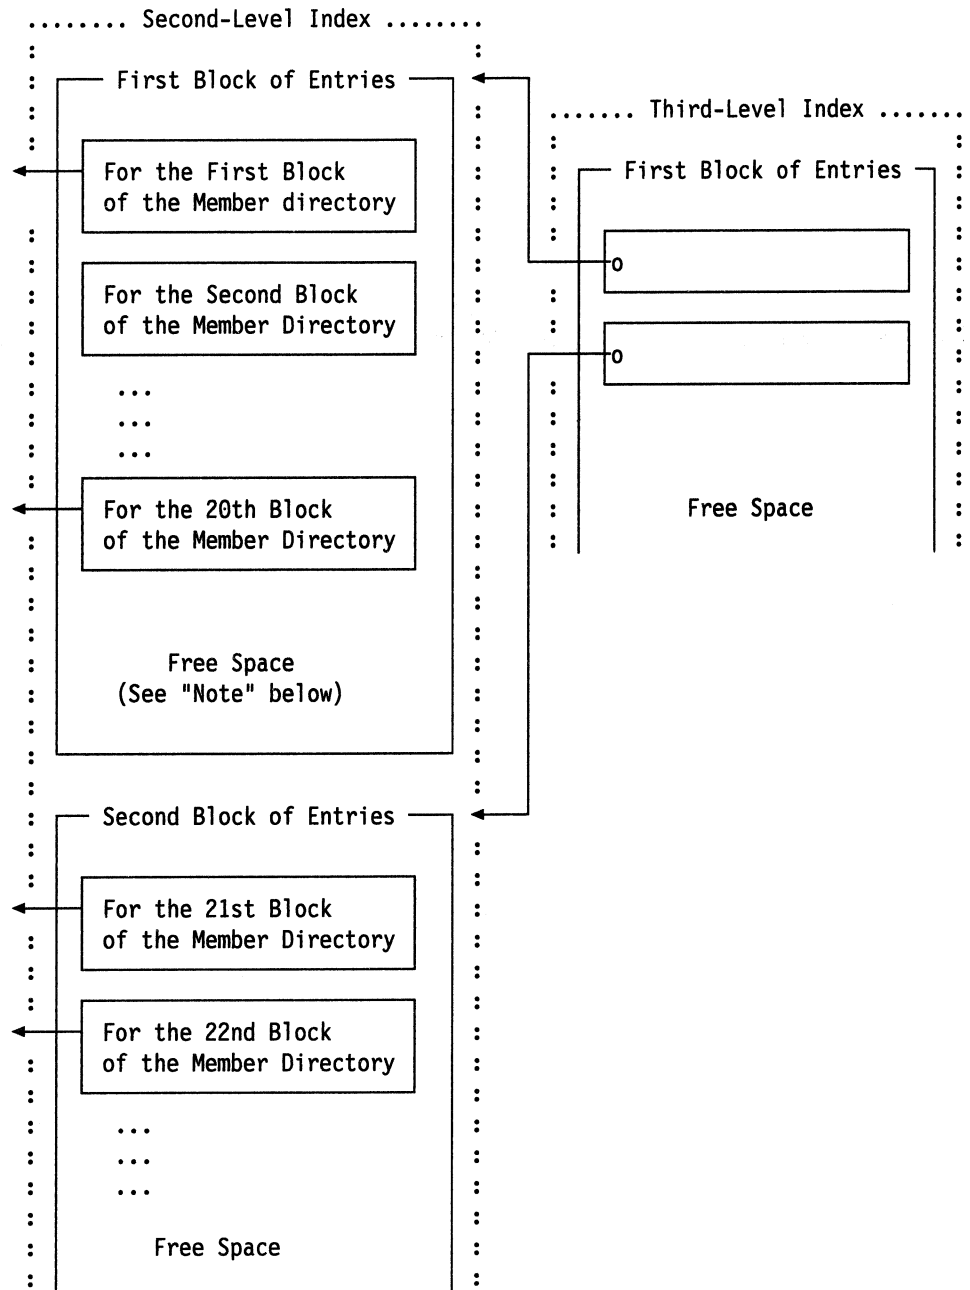 ........ Second-Level Index ........
First Block of Entries
For the First Block
of the Member directory
For the Second Block
of the Member Directory
...
...
...
For the 20th Block
of the Member Directory
Free Space
(See "Note" below)
Second Block of Entries
For the 21st Block
of the Member Directory
For the 22nd Block
of the Member Directory
...
...
...
Free Space
....... Third-Level Index .......
First Block of Entries
o
o
Free Space